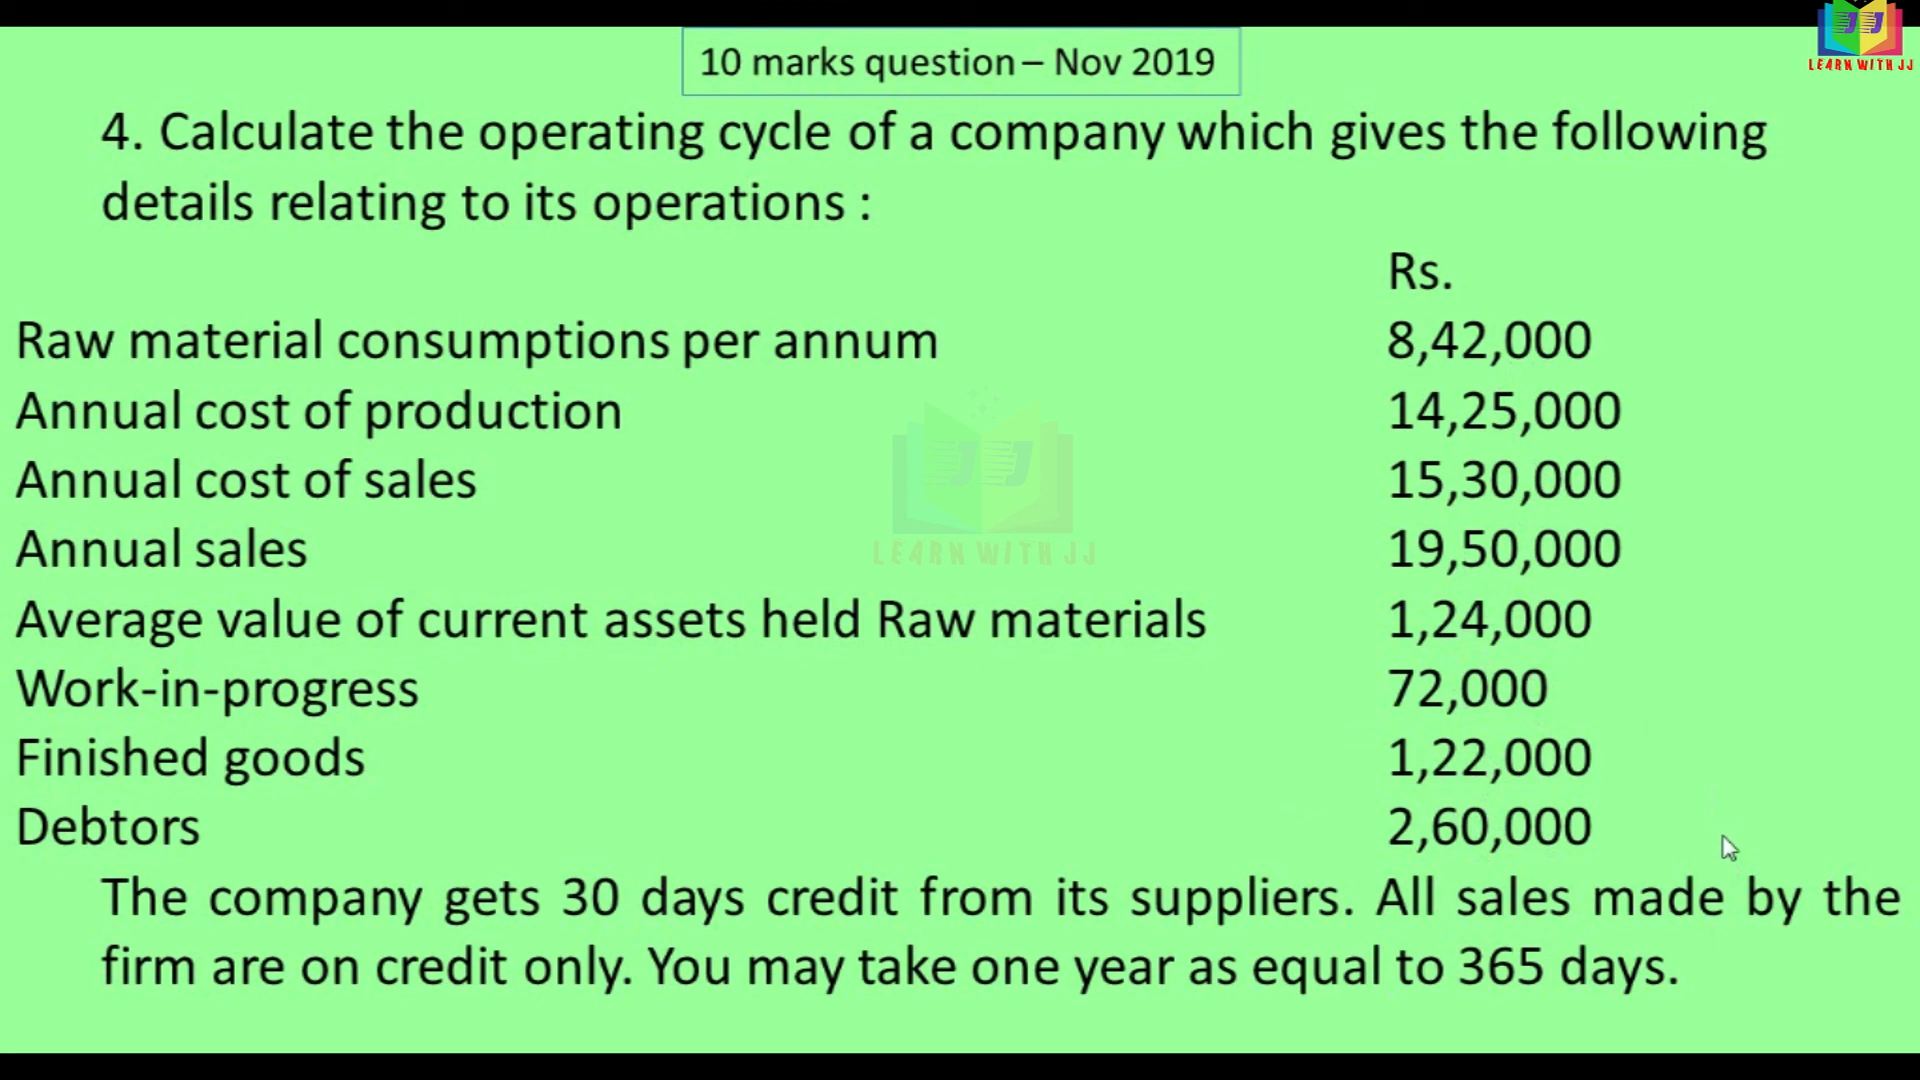 10 marks question – Nov 2019
LEARN WITH JJ
4. Calculate the operating cycle of a company which gives the following
details relating to its operations :
Rs.
Raw material consumptions per annum 8,42,000
Annual cost of production 14,25,000
Annual cost of sales 15,30,000
Annual sales 19,50,000
LEARN WITH JJ
Average value of current assets held Raw materials 1,24,000
Work-in-progress 72,000
Finished goods 1,22,000
Debtors 2,60,000
The company gets 30 days credit from its suppliers. All sales made by the
firm are on credit only. You may take one year as equal to 365 days.